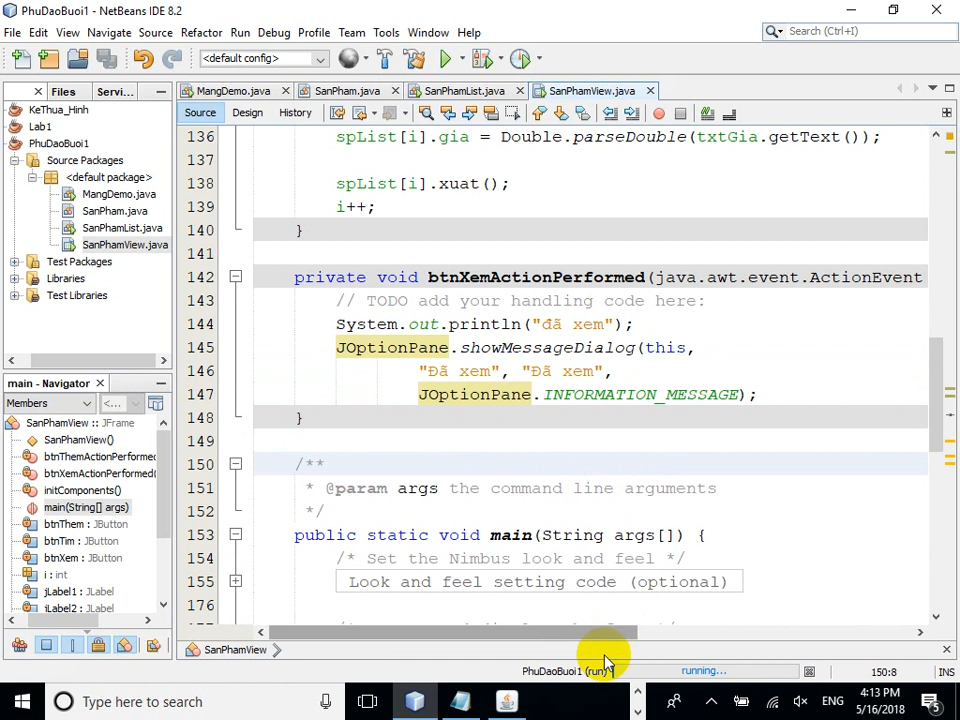 PhuDaoBuoi1 - NetBeans IDE 8.2
File Edit View Navigate Source Refactor Run Debug Profile Team Tools Window Help
Search (Ctrl+I)
<default config>
Files Servi...
MangDemo.java SanPham.java SanPhamList.java SanPhamView.java
Source Design History
KeThua_Hinh
Lab1
PhuDaoBuoi1
Source Packages
<default package>
MangDemo.java
SanPham.java
SanPhamList.java
SanPhamView.java
Test Packages
Libraries
Test Libraries
136 spList[i].gia = Double.parseDouble(txtGia.getText());
137
138 spList[i].xuat();
139 i++;
140 }
141
142 private void btnXemActionPerformed(java.awt.event.ActionEvent
143 // TODO add your handling code here:
144 System.out.println("đã xem");
145 JOptionPane.showMessageDialog(this,
146 "Đã xem", "Đã xem",
147 JOptionPane.INFORMATION_MESSAGE);
148 }
149
150 /**
151 * @param args the command line arguments
152 */
153 public static void main(String args[]) {
154 /* Set the Nimbus look and feel */
155 Look and feel setting code (optional)
176
main - Navigator
Members <...
SanPhamView :: JFrame
SanPhamView()
btnThemActionPerforme
btnXemActionPerformed(
initComponents()
main(String[] args)
btnThem : JButton
btnTim : JButton
btnXem : JButton
i : int
jLabel1 : JLabel
jLabel2 : JLabel
SanPhamView
PhuDaoBuoi1 (run) running... 150:8 INS
Type here to search
ENG
4:13 PM
5/16/2018
5